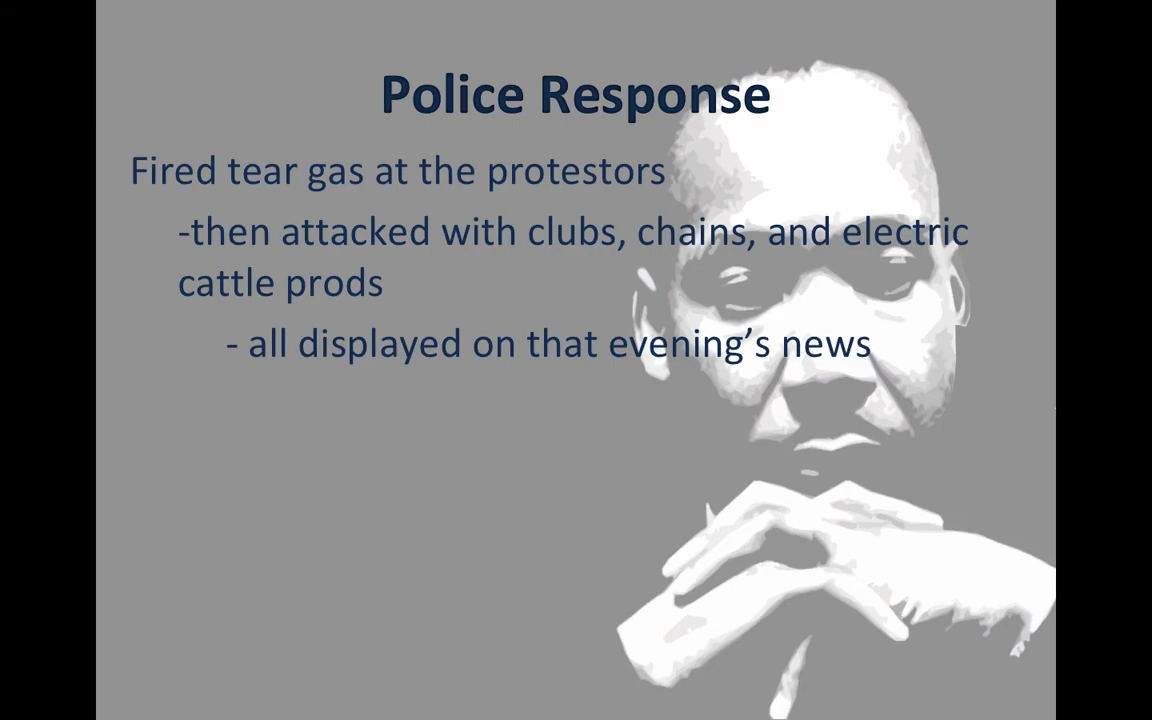 Police Response
Fired tear gas at the protestors
-then attacked with clubs, chains, and electric
cattle prods
- all displayed on that evening’s news